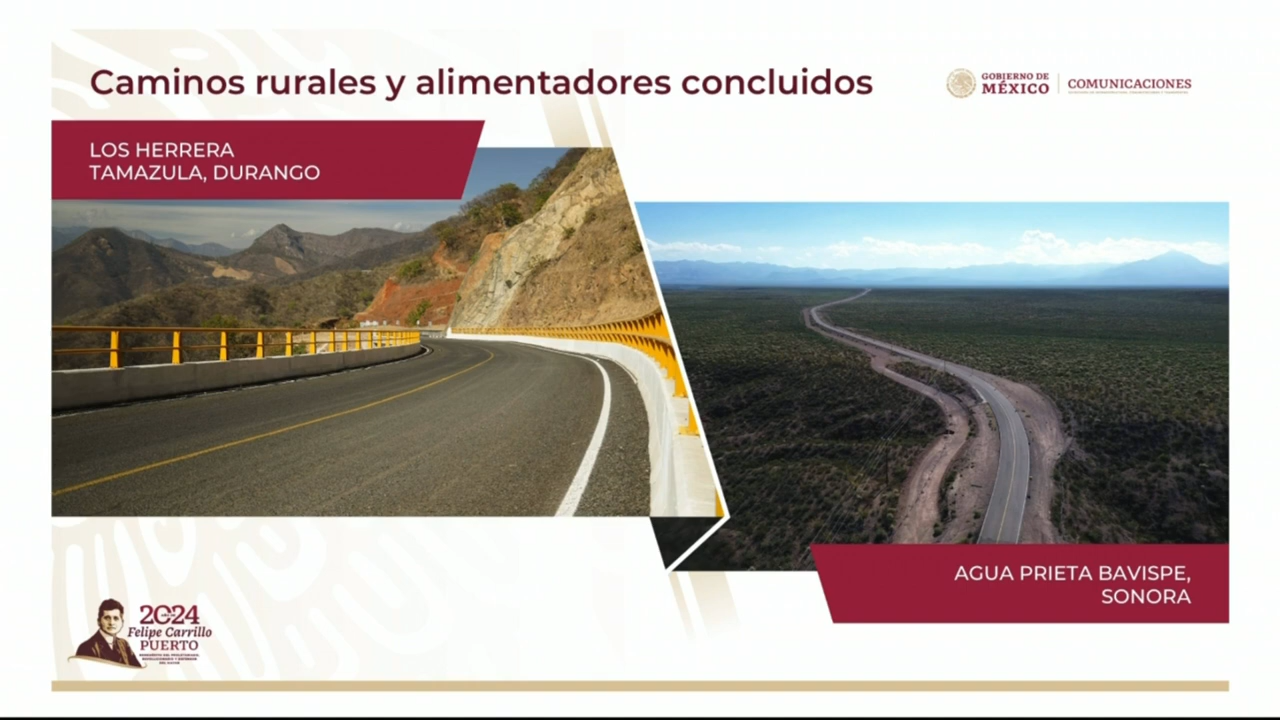 Caminos rurales y alimentadores concluidos
GOBIERNO DE
MÉXICO
COMUNICACIONES
LOS HERRERA
TAMAZULA, DURANGO
AGUA PRIETA BAVISPE,
SONORA
2024
Felipe Carrillo
PUERTO